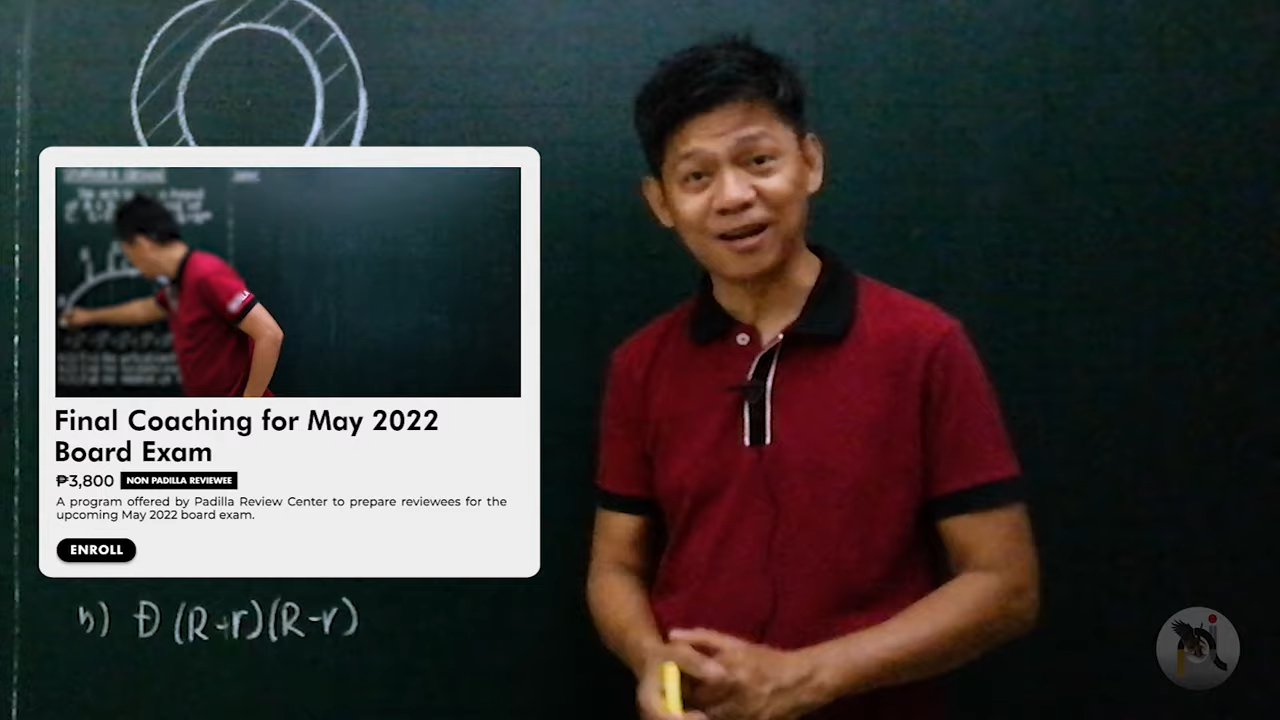 Final Coaching for May 2022
Board Exam
₱3,800 NON PADILLA REVIEWEE
A program offered by Padilla Review Center to prepare reviewees for the
upcoming May 2022 board exam.
ENROLL
(R+r)(R-r)